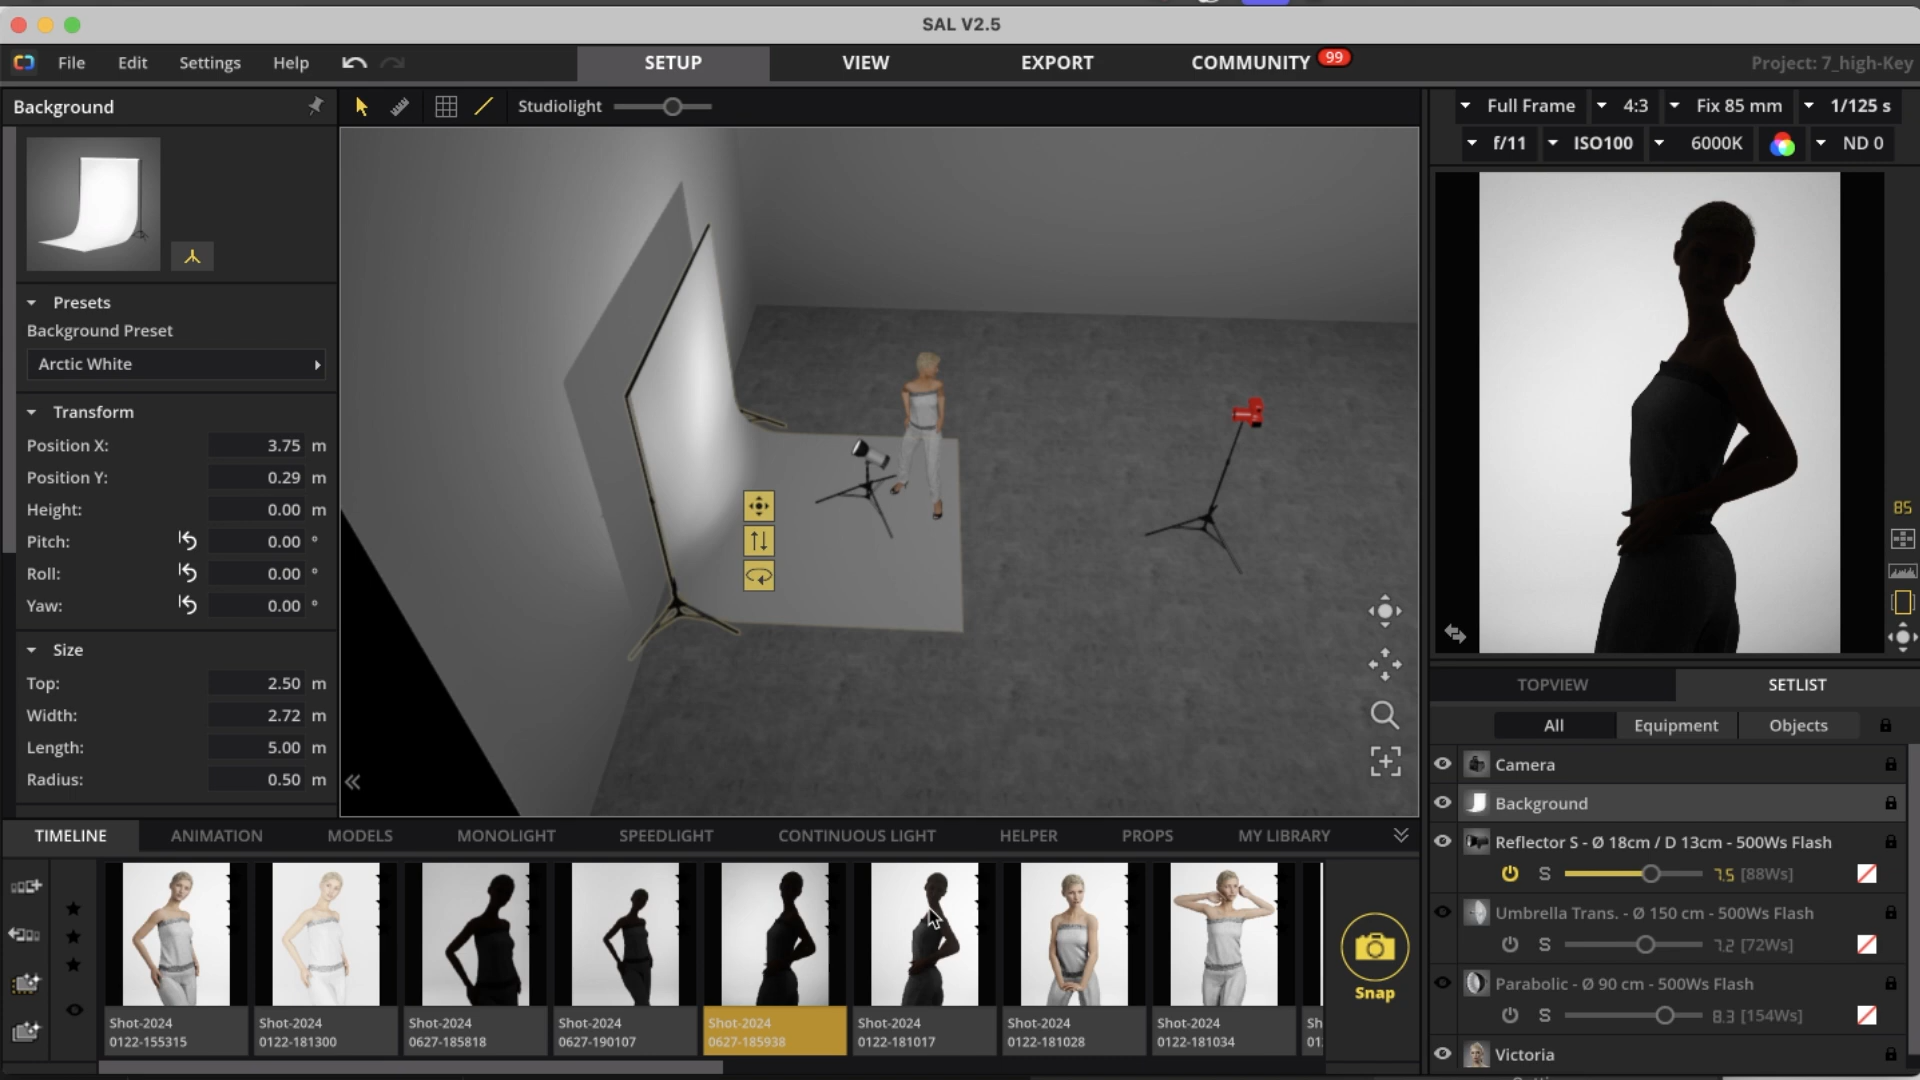 SAL V2.5
File Edit Settings Help SETUP VIEW EXPORT COMMUNITY 99 Project: 7_high-Key
Background
Studiolight
Full Frame 4:3 Fix 85 mm 1/125 s
f/11 ISO100 6000K ND 0
Presets
Background Preset
Arctic White
Transform
Position X: 3.75 m
Position Y: 0.29 m
Height: 0.00 m
Pitch: 0.00 °
Roll: 0.00 °
Yaw: 0.00 °
Size
Top: 2.50 m
Width: 2.72 m
Length: 5.00 m
Radius: 0.50 m
85
TOPVIEW SETLIST
All Equipment Objects
Camera
Background
Reflector S - Ø 18cm / D 13cm - 500Ws Flash
S 7.5 [88Ws]
Umbrella Trans. - Ø 150 cm - 500Ws Flash
S 7.2 [72Ws]
Parabolic - Ø 90 cm - 500Ws Flash
S 8.3 [154Ws]
Victoria
TIMELINE ANIMATION MODELS MONOLIGHT SPEEDLIGHT CONTINUOUS LIGHT HELPER PROPS MY LIBRARY
Shot-2024
0122-155315
Shot-2024
0122-181300
Shot-2024
0627-185818
Shot-2024
0627-190107
Shot-2024
0627-185938
Shot-2024
0122-181017
Shot-2024
0122-181028
Shot-2024
0122-181034
Sh
01
Snap